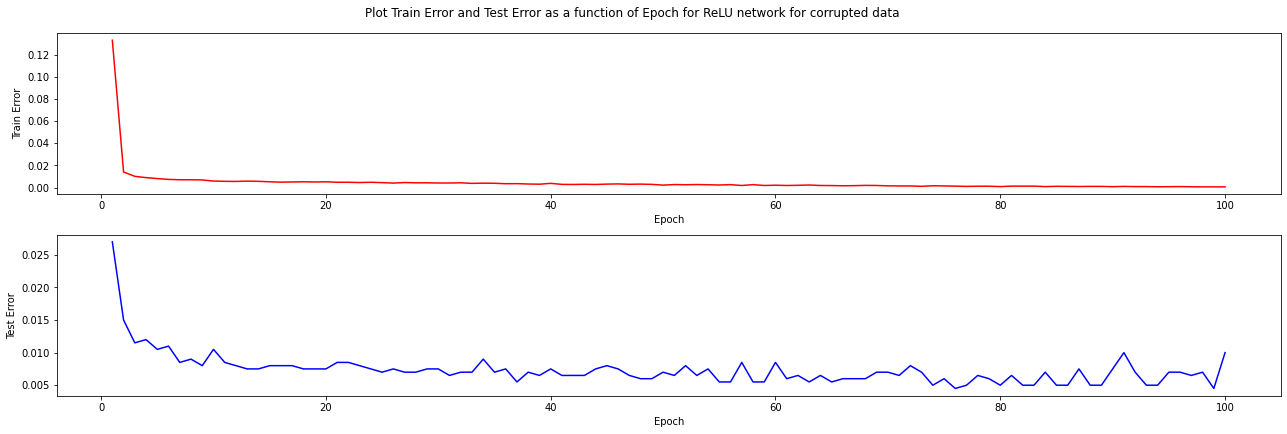 Plot Train Error and Test Error as a function of Epoch for ReLU network for corrupted data
Train Error
0.12
0.10
0.08
0.06
0.04
0.02
0.00
0 20 40 60 80 100
Epoch
Test Error
0.025
0.020
0.015
0.010
0.005
0 20 40 60 80 100
Epoch